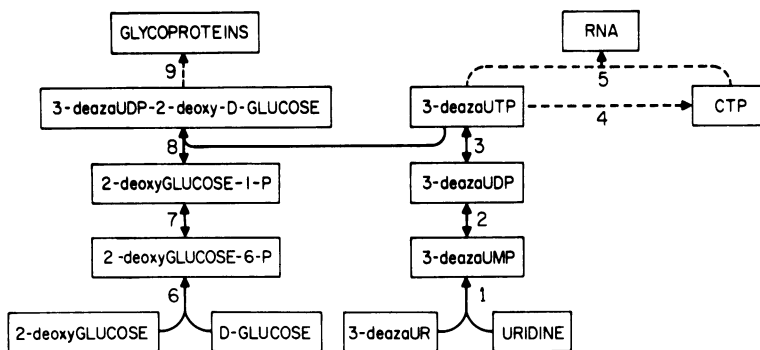 GLYCOPROTEINS
RNA
9
5
3-deazaUDP-2-deoxy-D-GLUCOSE
3-deazaUTP
4
CTP
8
3
2-deoxyGLUCOSE-1-P
3-deazaUDP
7
2
2-deoxyGLUCOSE-6-P
3-deazaUMP
6
1
2-deoxyGLUCOSE
D-GLUCOSE
3-deazaUR
URIDINE